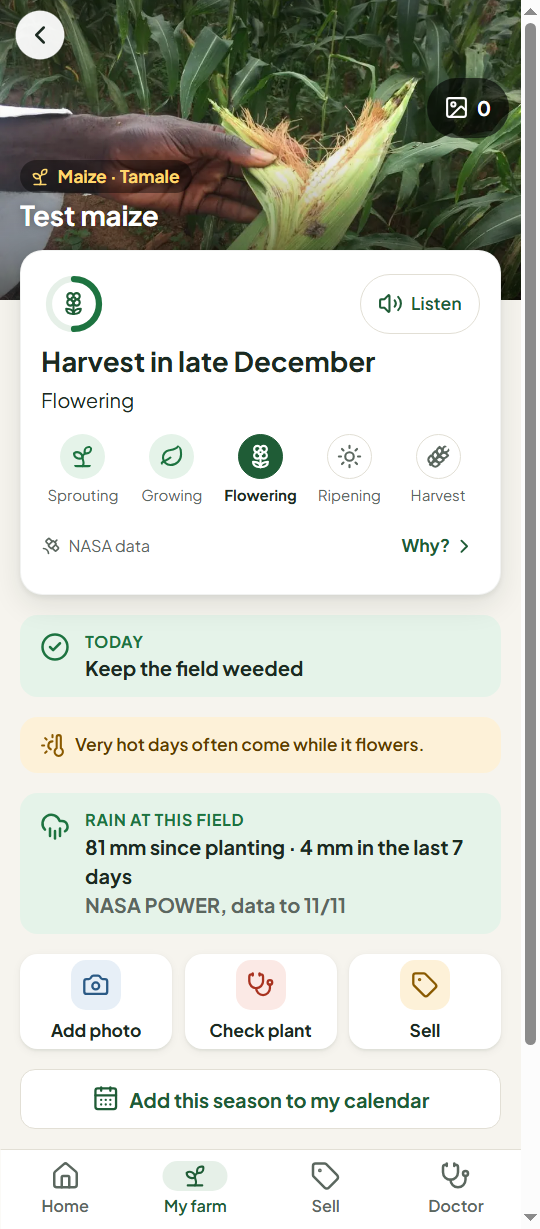 0
Maize · Tamale
Test maize
Listen
Harvest in late December
Flowering
Sprouting
Growing
Flowering
Ripening
Harvest
NASA data
Why?
TODAY
Keep the field weeded
Very hot days often come while it flowers.
RAIN AT THIS FIELD
81 mm since planting · 4 mm in the last 7
days
NASA POWER, data to 11/11
Add photo
Check plant
Sell
Add this season to my calendar
Home
My farm
Sell
Doctor